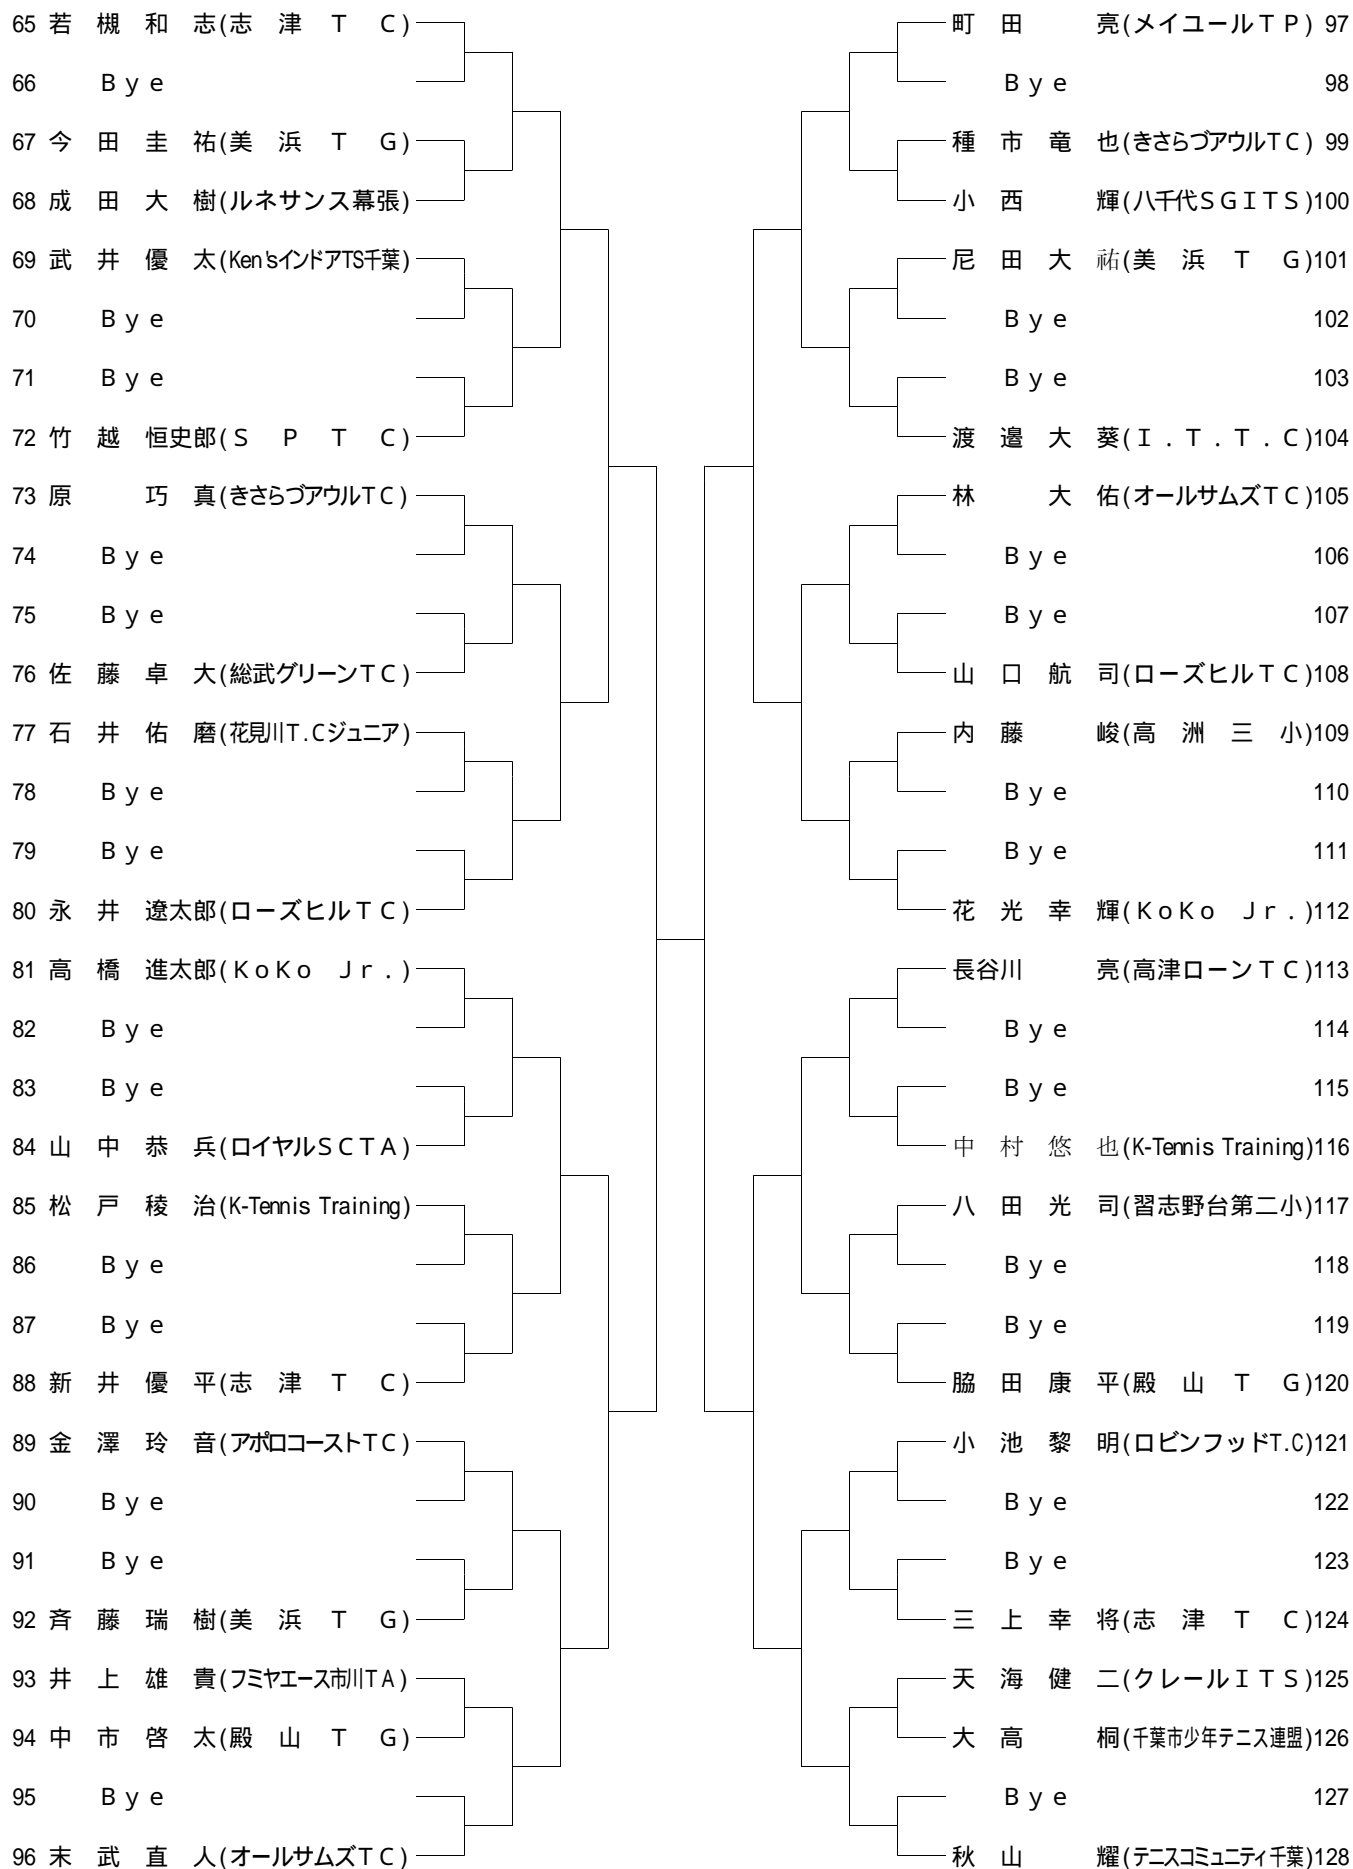 65 若 槻 和 志(志 津 T C)
66 Bye
67 今 田 圭 祐(美 浜 T G)
68 成 田 大 樹(ルネサンス幕張)
69 武 井 優 太(Ken'sインドアTS千葉)
70 Bye
71 Bye
72 竹 越 恒史郎(S P T C)
73 原 巧 真(きさらづアウルTC)
74 Bye
75 Bye
76 佐 藤 卓 大(総武グリーンTC)
77 石 井 佑 磨(花見川T.Cジュニア)
78 Bye
79 Bye
80 永 井 遼太郎(ローズヒルTC)
81 高 橋 進太郎(KoKo Jr.)
82 Bye
83 Bye
84 山 中 恭 兵(ロイヤルSCTA)
85 松 戸 稜 治(K-Tennis Training)
86 Bye
87 Bye
88 新 井 優 平(志 津 T C)
89 金 澤 玲 音(アポロコーストTC)
90 Bye
91 Bye
92 斉 藤 瑞 樹(美 浜 T G)
93 井 上 雄 貴(フミヤエース市川TA)
94 中 市 啓 太(殿 山 T G)
95 Bye
96 末 武 直 人(オールサムズTC)
町 田 亮(メイユールTP) 97
Bye 98
種 市 竜 也(きさらづアウルTC) 99
小 西 輝(八千代SGITS)100
尼 田 大 祐(美 浜 T G)101
Bye 102
Bye 103
渡 邉 大 葵(I.T.T.C)104
林 大 佑(オールサムズTC)105
Bye 106
Bye 107
山 口 航 司(ローズヒルTC)108
内 藤 峻(高 洲 三 小)109
Bye 110
Bye 111
花 光 幸 輝(KoKo Jr.)112
長谷川 亮(高津ローンTC)113
Bye 114
Bye 115
中 村 悠 也(K-Tennis Training)116
八 田 光 司(習志野台第二小)117
Bye 118
Bye 119
脇 田 康 平(殿 山 T G)120
小 池 黎 明(ロビンフッドT.C)121
Bye 122
Bye 123
三 上 幸 将(志 津 T C)124
天 海 健 二(クレールITS)125
大 高 桐(千葉市少年テニス連盟)126
Bye 127
秋 山 耀(テニスコミュニティ千葉)128